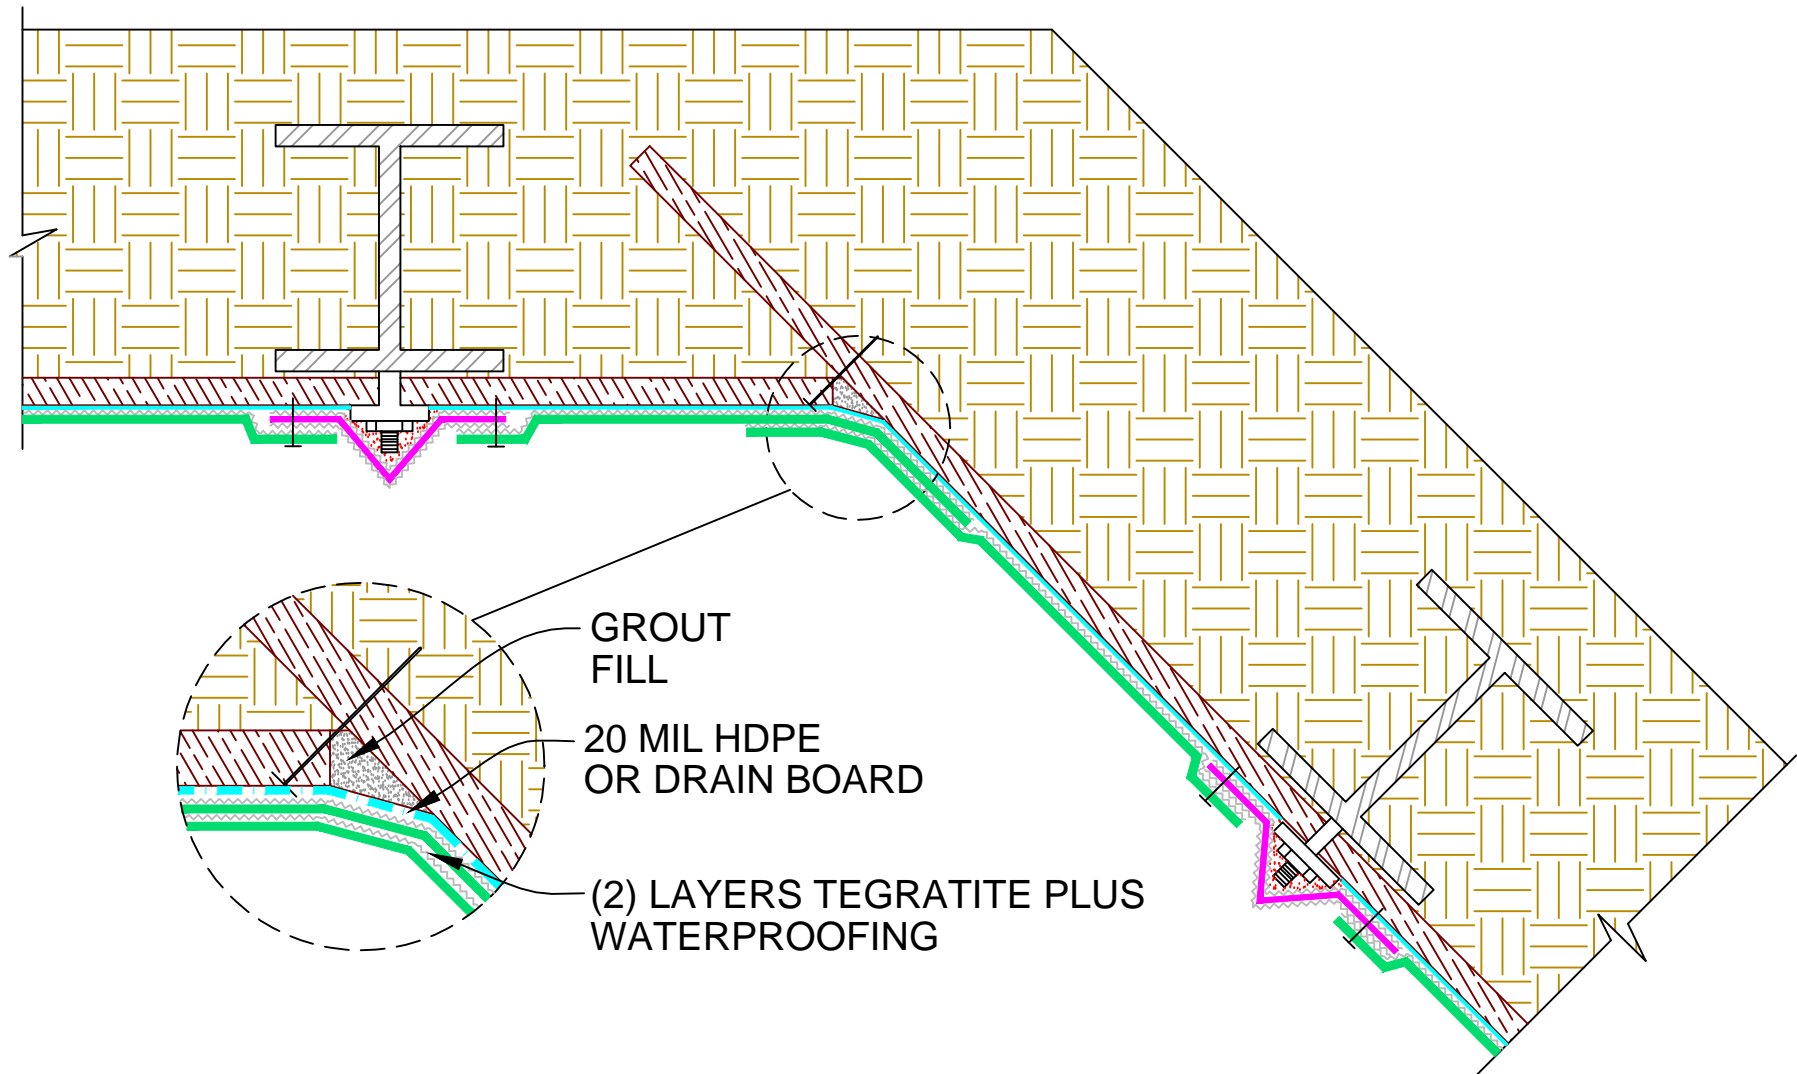 GROUT
FILL
20 MIL HDPE
OR DRAIN BOARD
(2) LAYERS TEGRATITE PLUS
WATERPROOFING